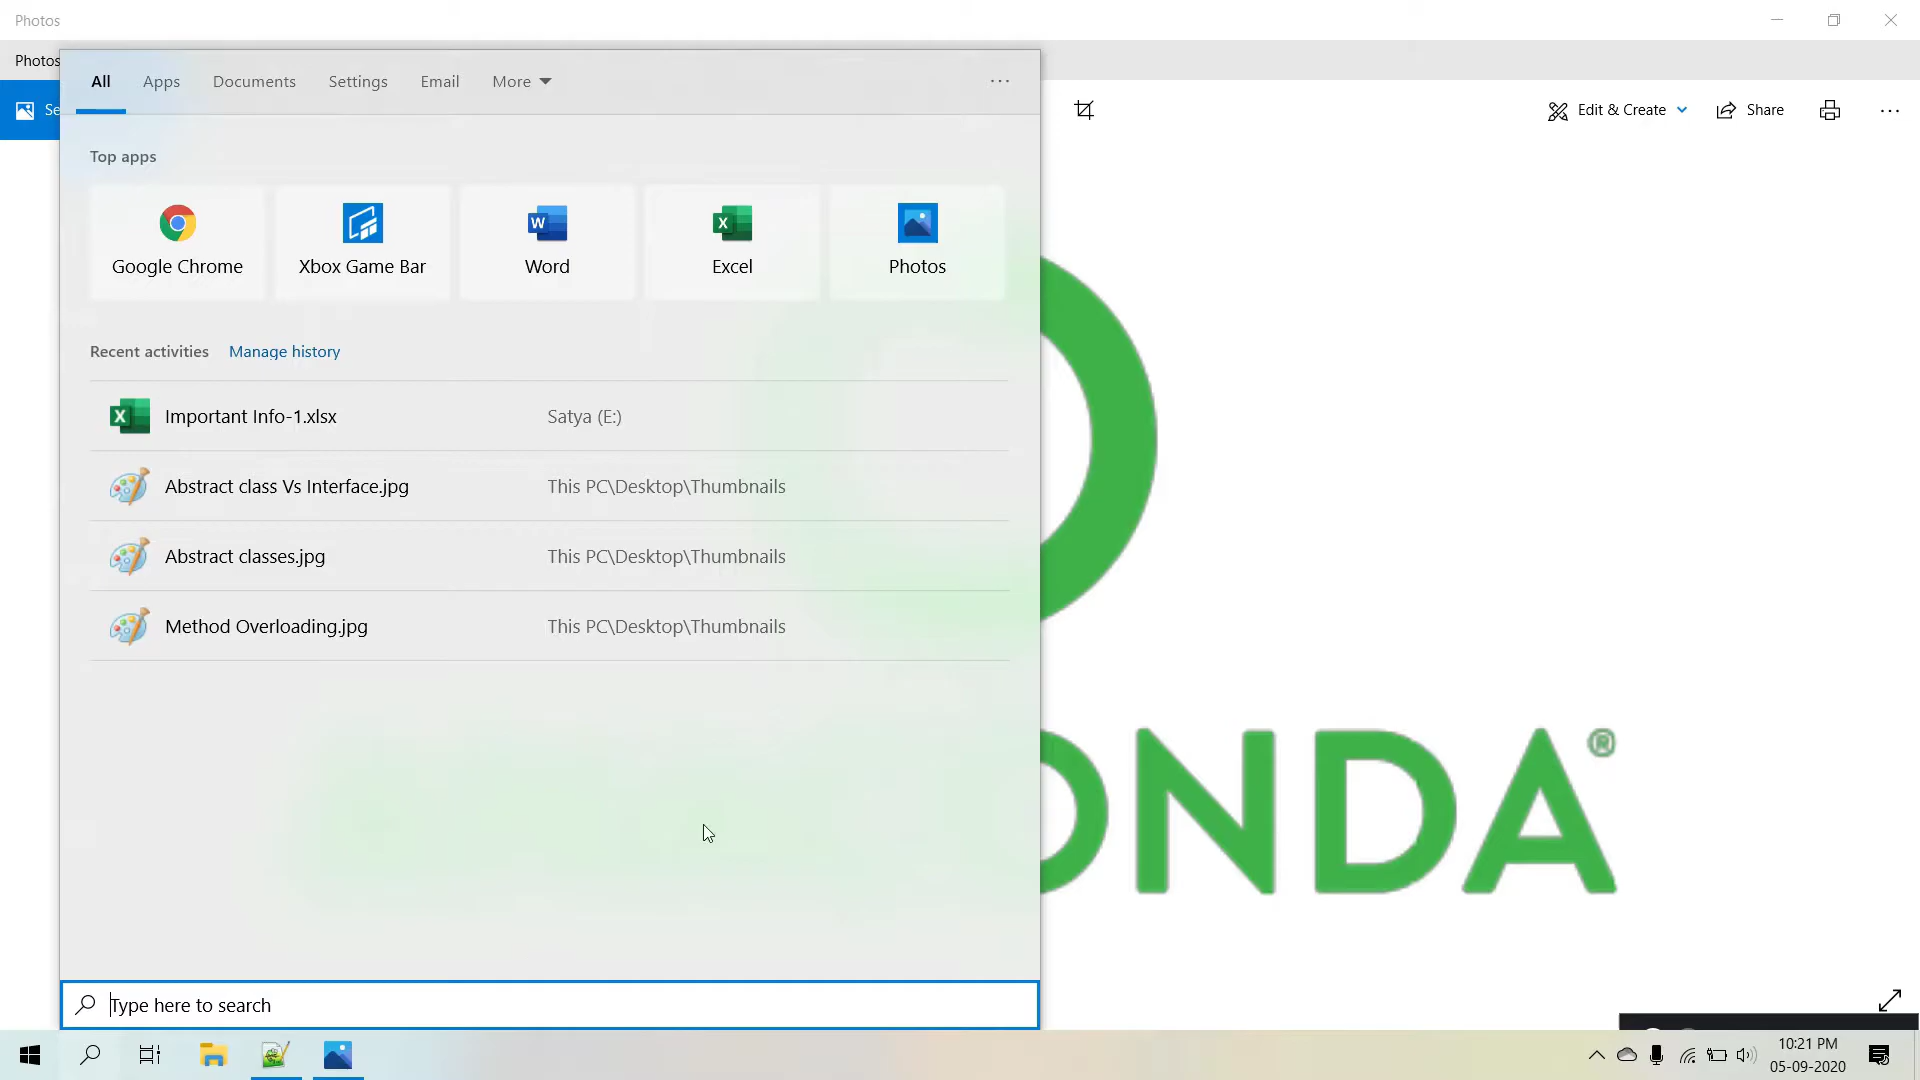 Photos
Photos
Se
All Apps Documents Settings Email More
Edit & Create Share
Top apps
Google Chrome Xbox Game Bar Word Excel Photos
Recent activities Manage history
Important Info-1.xlsx Satya (E:)
Abstract class Vs Interface.jpg This PC\Desktop\Thumbnails
Abstract classes.jpg This PC\Desktop\Thumbnails
Method Overloading.jpg This PC\Desktop\Thumbnails
ONDA®
Type here to search
10:21 PM
05-09-2020